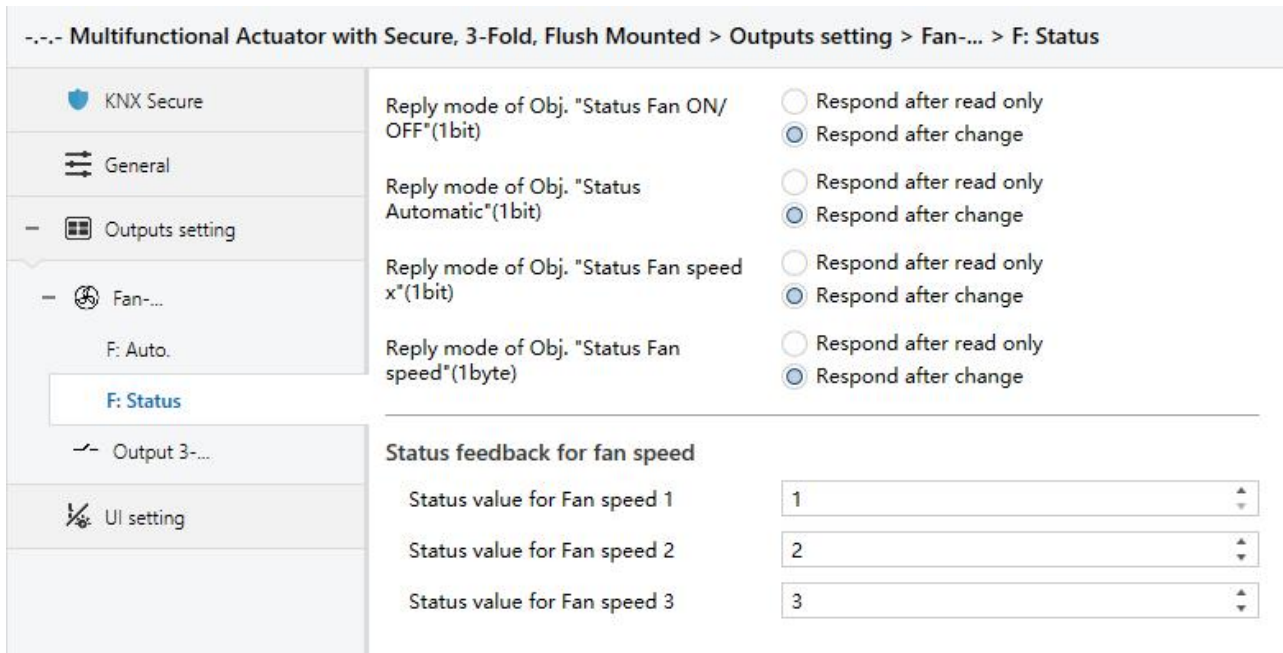 -.-.- Multifunctional Actuator with Secure, 3-Fold, Flush Mounted > Outputs setting > Fan-... > F: Status
KNX Secure
General
Outputs setting
Fan-...
F: Auto.
F: Status
Output 3-...
UI setting
Reply mode of Obj. "Status Fan ON/
OFF"(1bit)
Respond after read only
Respond after change
Reply mode of Obj. "Status
Automatic"(1bit)
Respond after read only
Respond after change
Reply mode of Obj. "Status Fan speed
x"(1bit)
Respond after read only
Respond after change
Reply mode of Obj. "Status Fan
speed"(1byte)
Respond after read only
Respond after change
Status feedback for fan speed
Status value for Fan speed 1
1
Status value for Fan speed 2
2
Status value for Fan speed 3
3